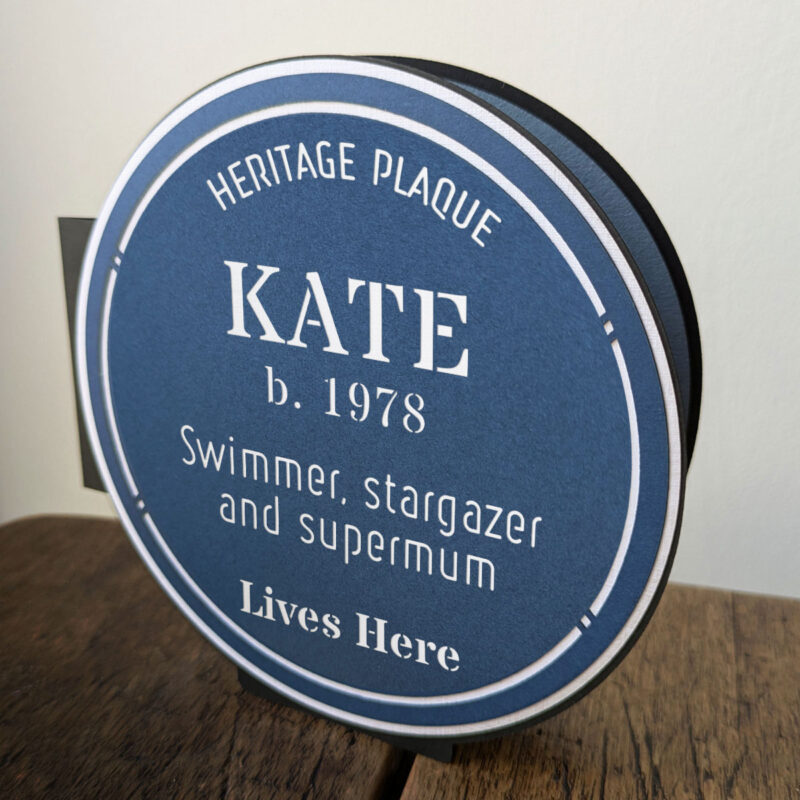 HERITAGE PLAQUE
KATE
b. 1978
Swimmer, stargazer
and supermum
Lives Here